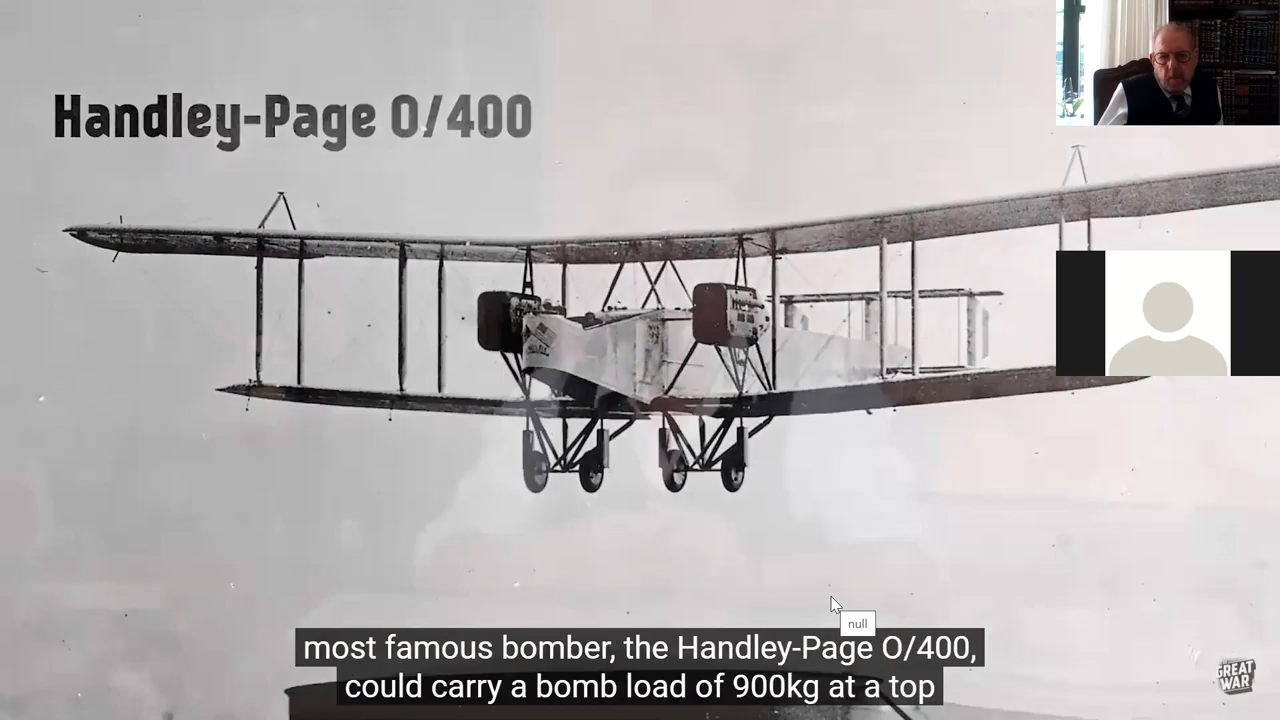 Handley-Page O/400
null
most famous bomber, the Handley-Page O/400,
could carry a bomb load of 900kg at a top
GREAT
WAR